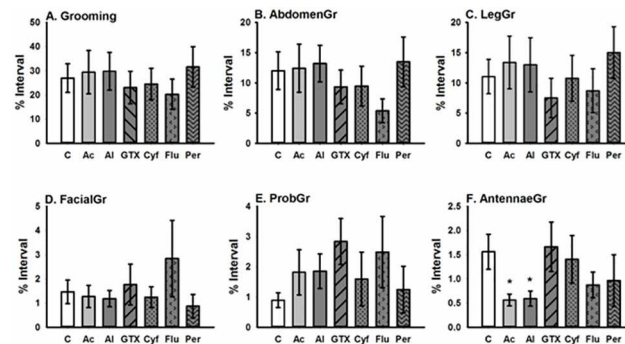 A. Grooming
B. AbdomenGr
C. LegGr
% Interval
50
40
30
20
10
0
C Ac Al GTX Cyf Flu Per
% Interval
20
15
10
5
0
C Ac Al GTX Cyf Flu Per
% Interval
20
15
10
5
0
C Ac Al GTX Cyf Flu Per
D. FacialGr
E. ProbGr
F. AntennaeGr
% Interval
5
4
3
2
1
0
C Ac Al GTX Cyf Flu Per
% Interval
4
3
2
1
0
C Ac Al GTX Cyf Flu Per
% Interval
2.0
1.5
1.0
0.5
0.0
* *
C Ac Al GTX Cyf Flu Per